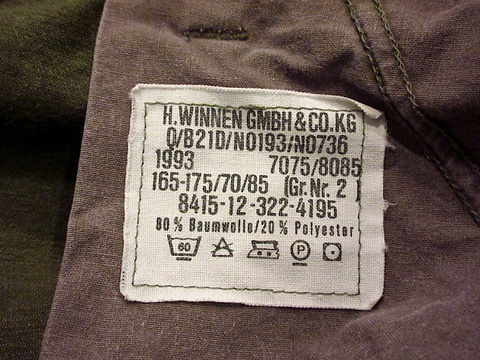 H.WINNEN GMBH & CO.KG
Q/B21D/N0193/N0736
1993 7075/8085
165-175/70/85 (Gr.Nr. 2)
8415-12-322-4195
80% Baumwolle/20% Polyester
60 P